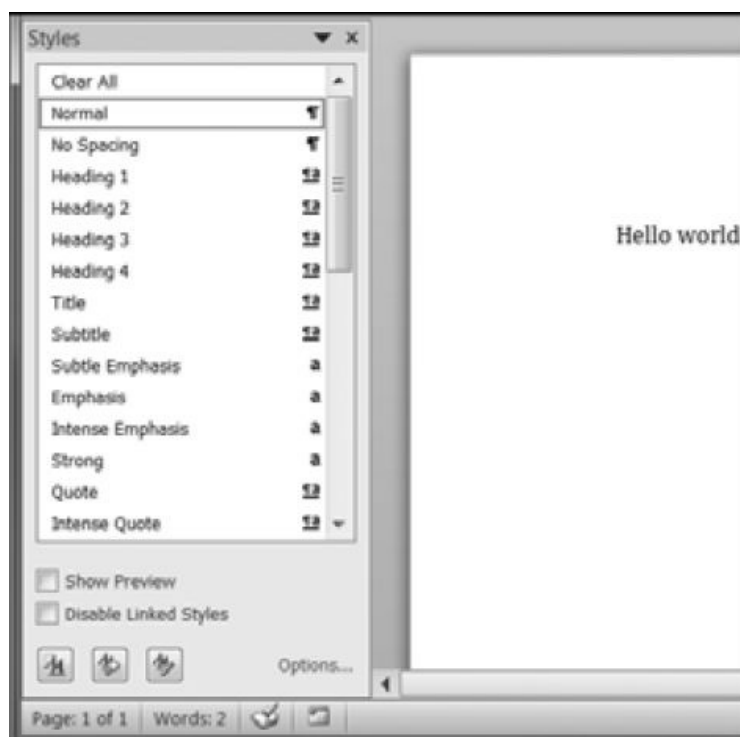 Styles
Clear All
Normal ¶
No Spacing ¶
Heading 1 ¶a
Heading 2 ¶a
Heading 3 ¶a
Heading 4 ¶a
Title ¶a
Subtitle ¶a
Subtle Emphasis a
Emphasis a
Intense Emphasis a
Strong a
Quote ¶a
Intense Quote ¶a
Show Preview
Disable Linked Styles
Options...
Page: 1 of 1 Words: 2
Hello world